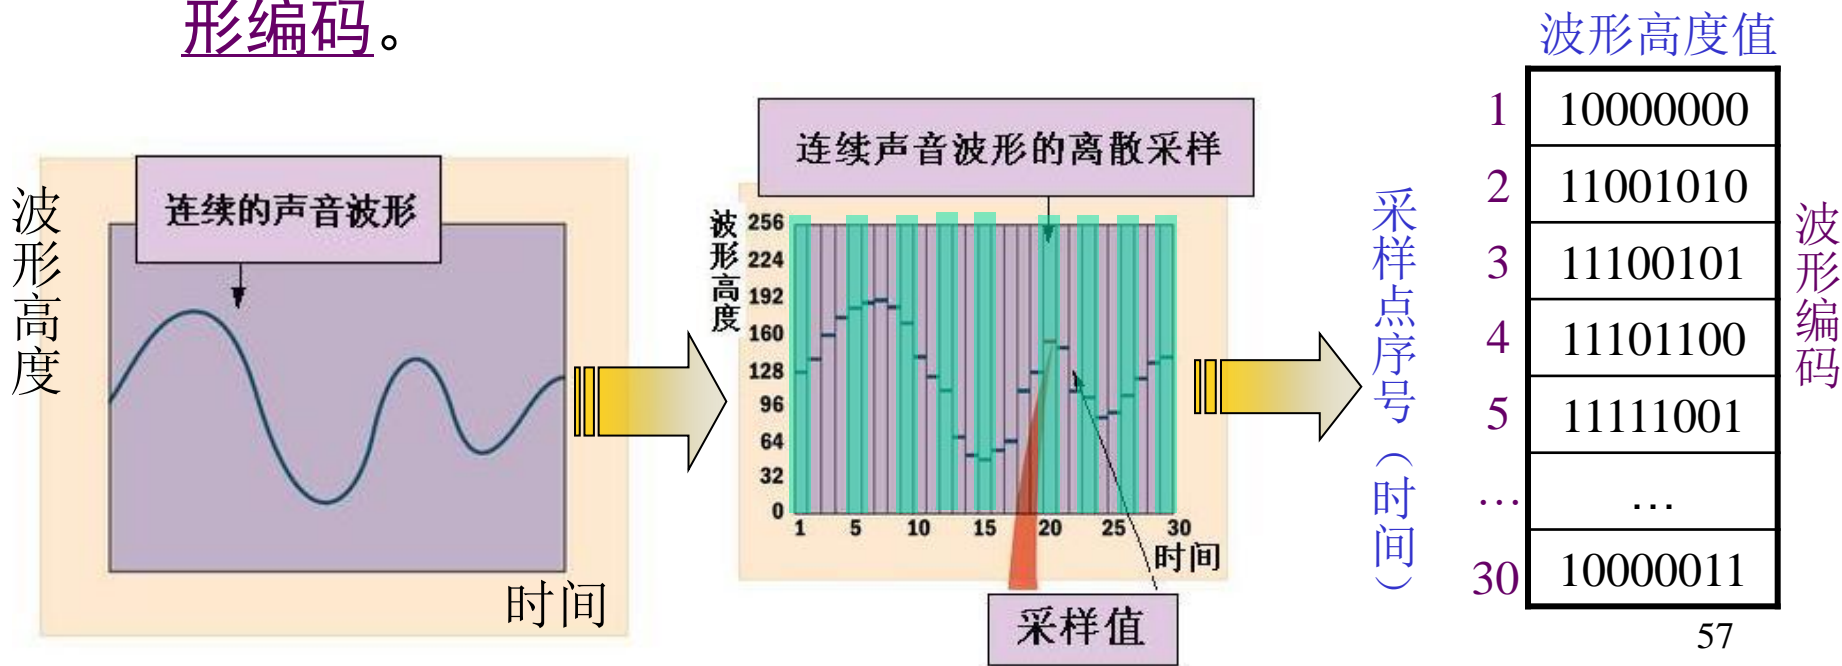 形编码。
波形高度
连续的声音波形
时间
连续声音波形的离散采样
波形高度
256
224
192
160
128
96
64
32
0
1 5 10 15 20 25 30
时间
采样值
波形高度值
采样点序号（时间）
1 10000000
2 11001010
3 11100101
4 11101100
5 11111001
… …
30 10000011
波形编码
57